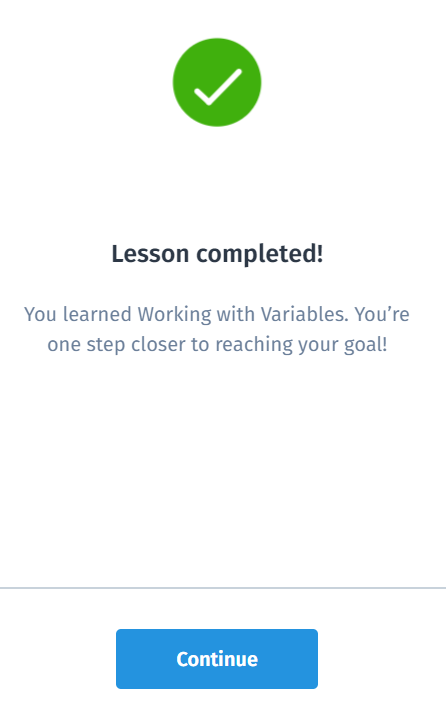 Lesson completed!
You learned Working with Variables. You’re
one step closer to reaching your goal!
Continue